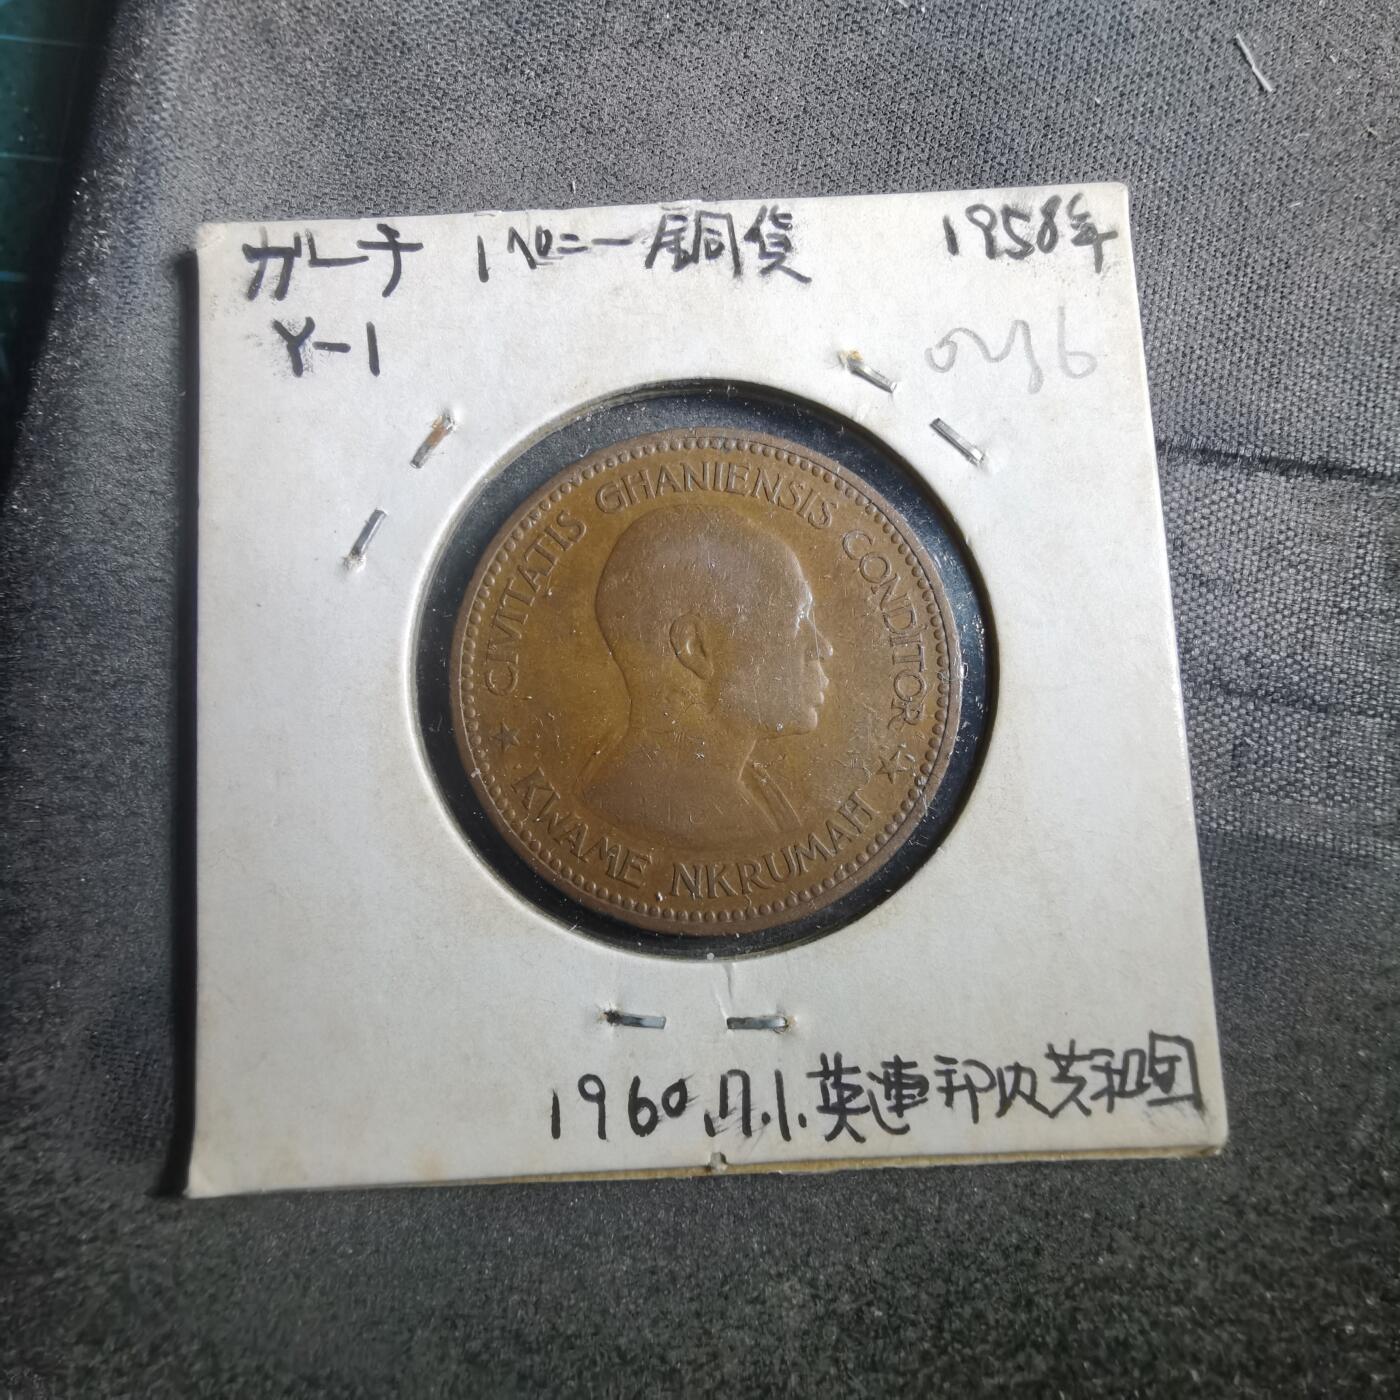 ガーナ 1ペニー銅貨 1958年
Y-1
CIVITATIS GHANIENSIS CONDITOR
KWAME NKRUMAH
1960.7.1.英連邦内共和国